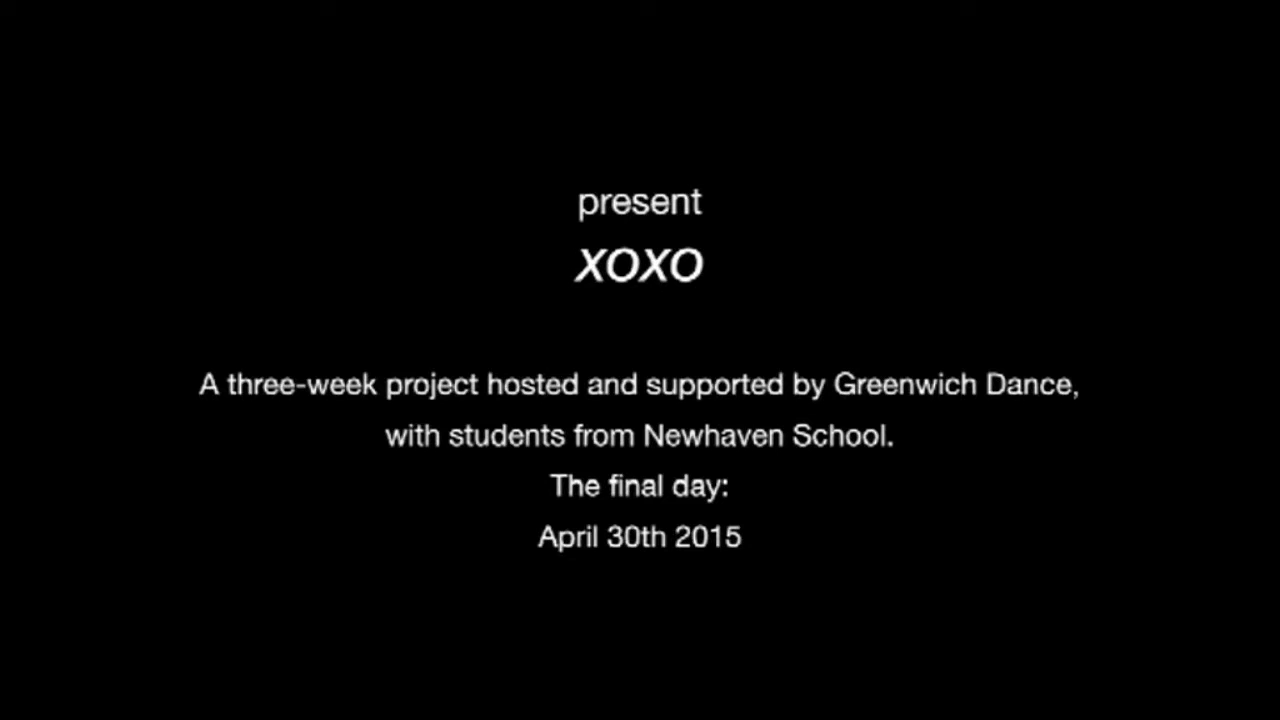 present
XOXO
A three-week project hosted and supported by Greenwich Dance,
with students from Newhaven School.
The final day:
April 30th 2015